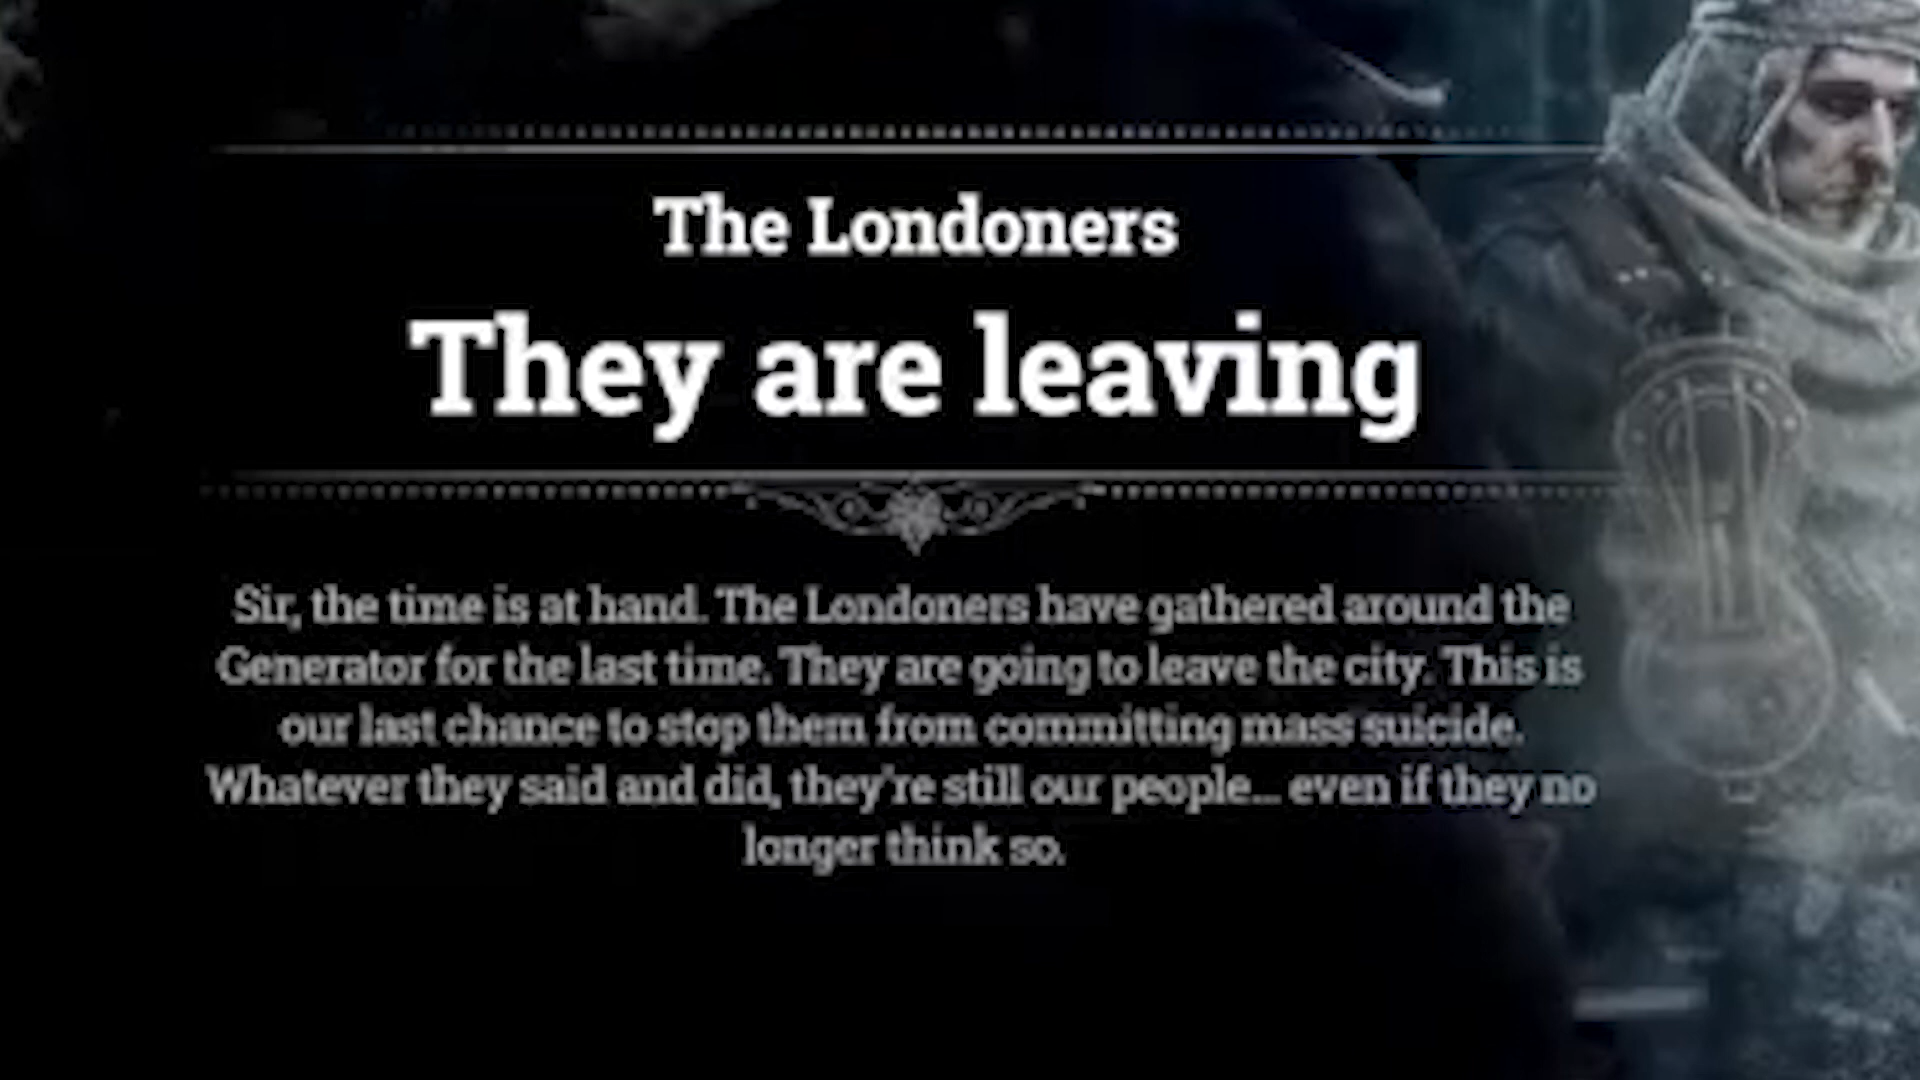 The Londoners
They are leaving
Sir, the time is at hand. The Londoners have gathered around the
Generator for the last time. They are going to leave the city. This is
our last chance to stop them from committing mass suicide.
Whatever they said and did, they're still our people... even if they no
longer think so.